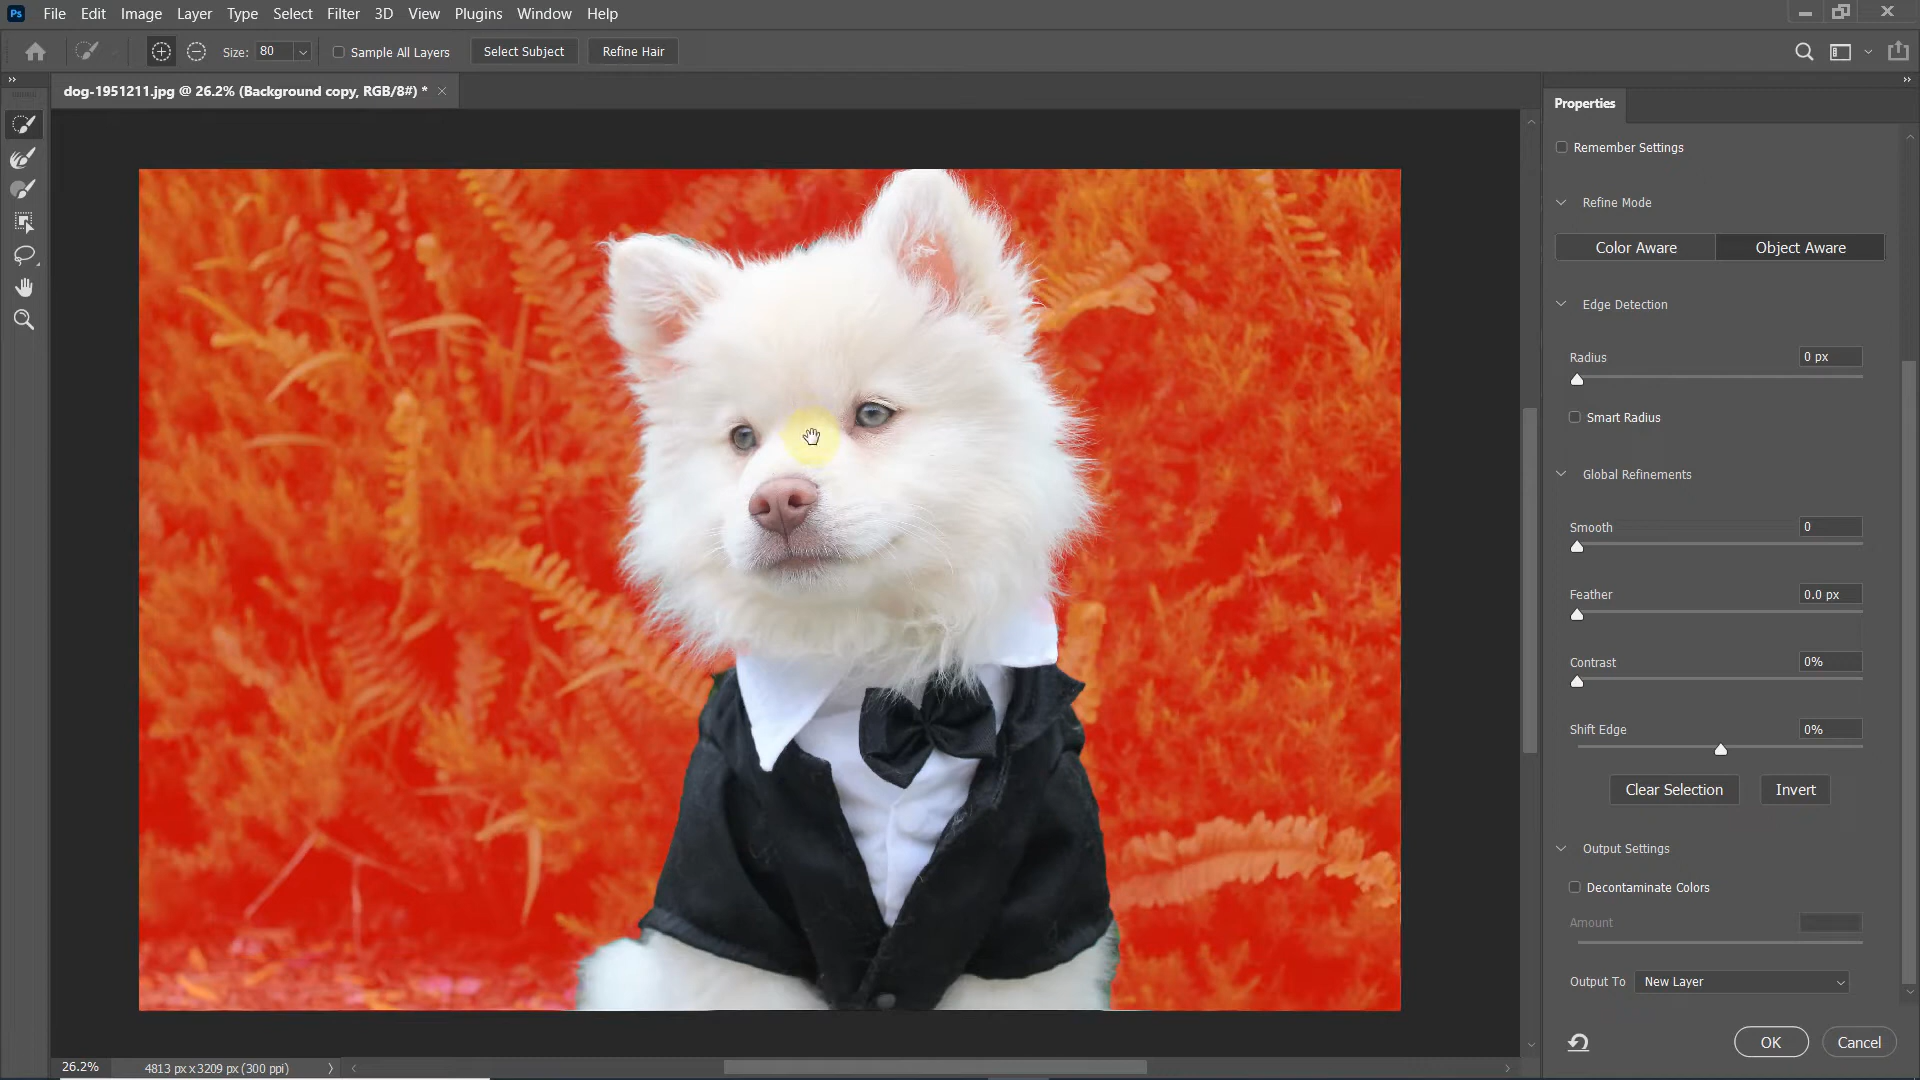 Ps File Edit Image Layer Type Select Filter 3D View Plugins Window Help
Size: 80 Sample All Layers Select Subject Refine Hair
dog-1951211.jpg @ 26.2% (Background copy, RGB/8#) *
Properties
Remember Settings
Refine Mode
Color Aware Object Aware
Edge Detection
Radius 0 px
Smart Radius
Global Refinements
Smooth 0
Feather 0.0 px
Contrast 0%
Shift Edge 0%
Clear Selection Invert
Output Settings
Decontaminate Colors
Amount
Output To New Layer
OK Cancel
26.2% 4813 px x 3209 px (300 ppi)